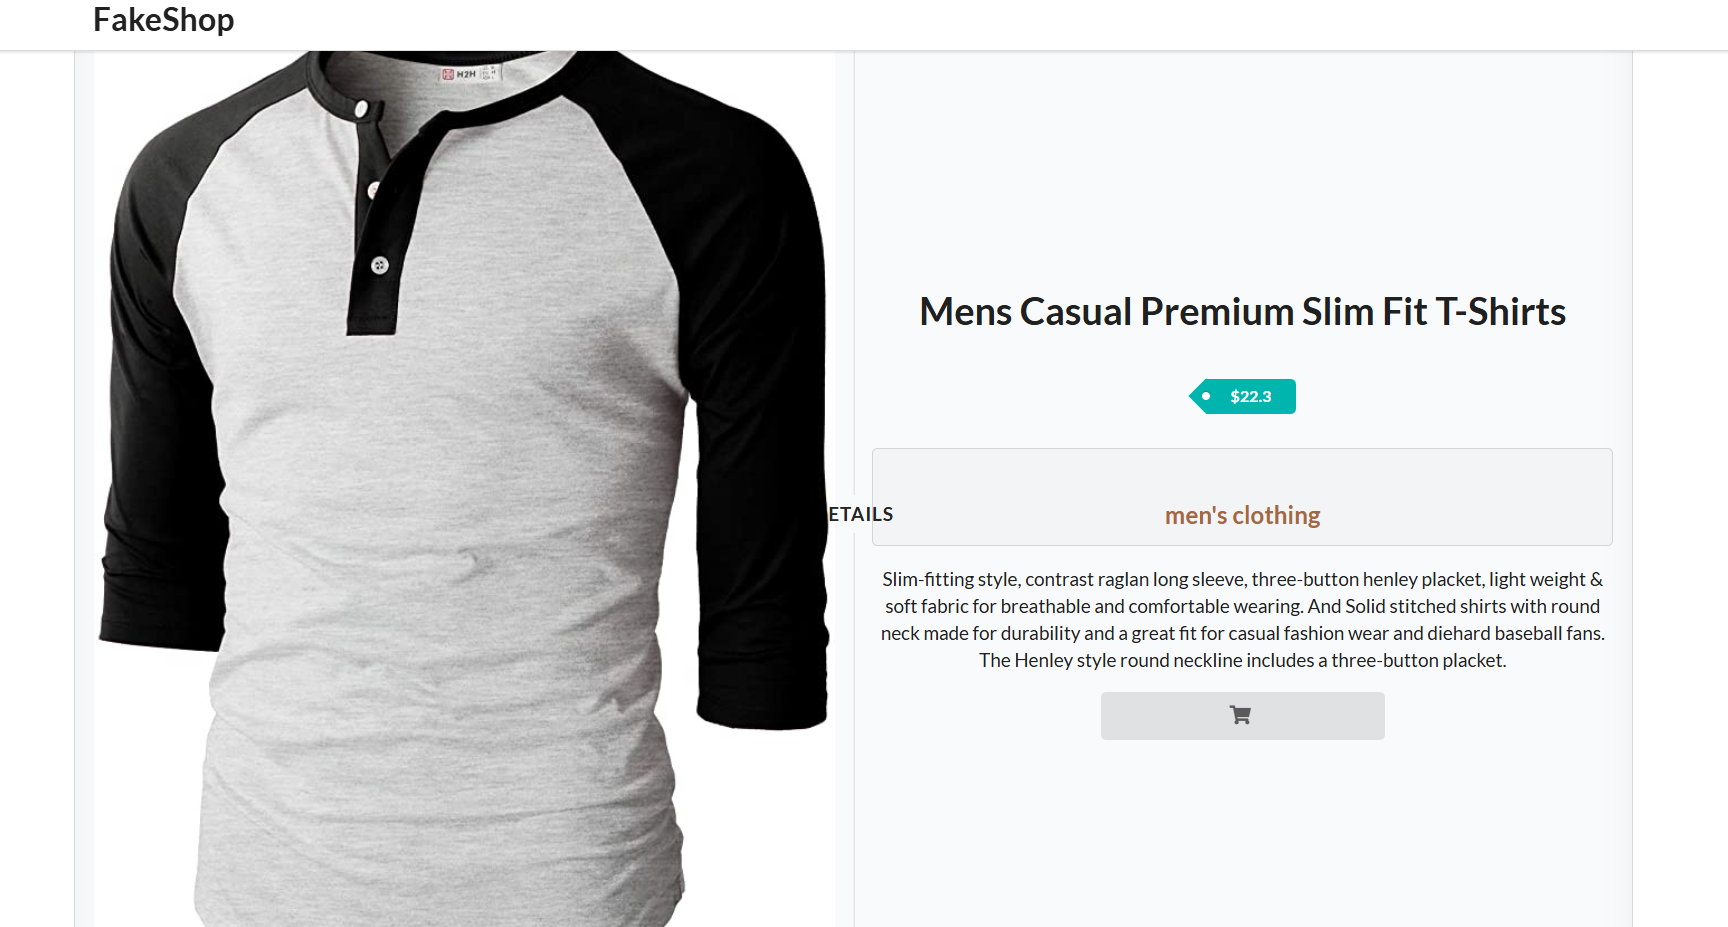 FakeShop
H2H
Mens Casual Premium Slim Fit T-Shirts
$22.3
ETAILS
men's clothing
Slim-fitting style, contrast raglan long sleeve, three-button henley placket, light weight &
soft fabric for breathable and comfortable wearing. And Solid stitched shirts with round
neck made for durability and a great fit for casual fashion wear and diehard baseball fans.
The Henley style round neckline includes a three-button placket.